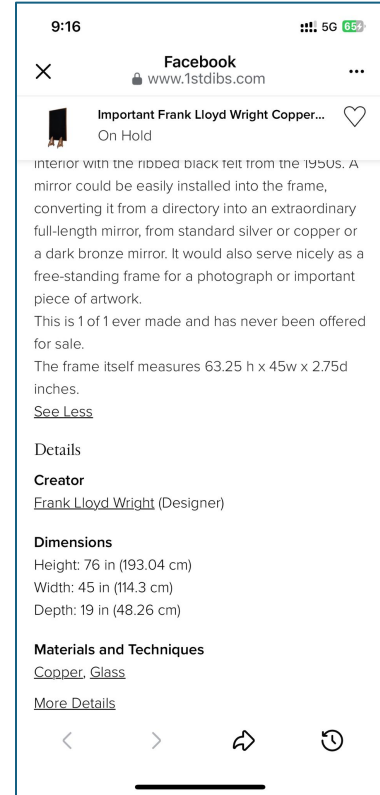 9:16
5G 65
Facebook
www.1stdibs.com
Important Frank Lloyd Wright Copper...
On Hold
interior with the ribbed black felt from the 1950s. A
mirror could be easily installed into the frame,
converting it from a directory into an extraordinary
full-length mirror, from standard silver or copper or
a dark bronze mirror. It would also serve nicely as a
free-standing frame for a photograph or important
piece of artwork.
This is 1 of 1 ever made and has never been offered
for sale.
The frame itself measures 63.25 h x 45w x 2.75d
inches.
See Less
Details
Creator
Frank Lloyd Wright (Designer)
Dimensions
Height: 76 in (193.04 cm)
Width: 45 in (114.3 cm)
Depth: 19 in (48.26 cm)
Materials and Techniques
Copper, Glass
More Details